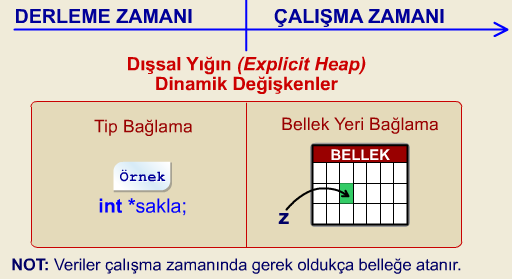 DERLEME ZAMANI
ÇALIŞMA ZAMANI
Dışsal Yığın (Explicit Heap)
Dinamik Değişkenler
Tip Bağlama
Örnek
int *sakla;
Bellek Yeri Bağlama
BELLEK
z
NOT: Veriler çalışma zamanında gerek oldukça belleğe atanır.